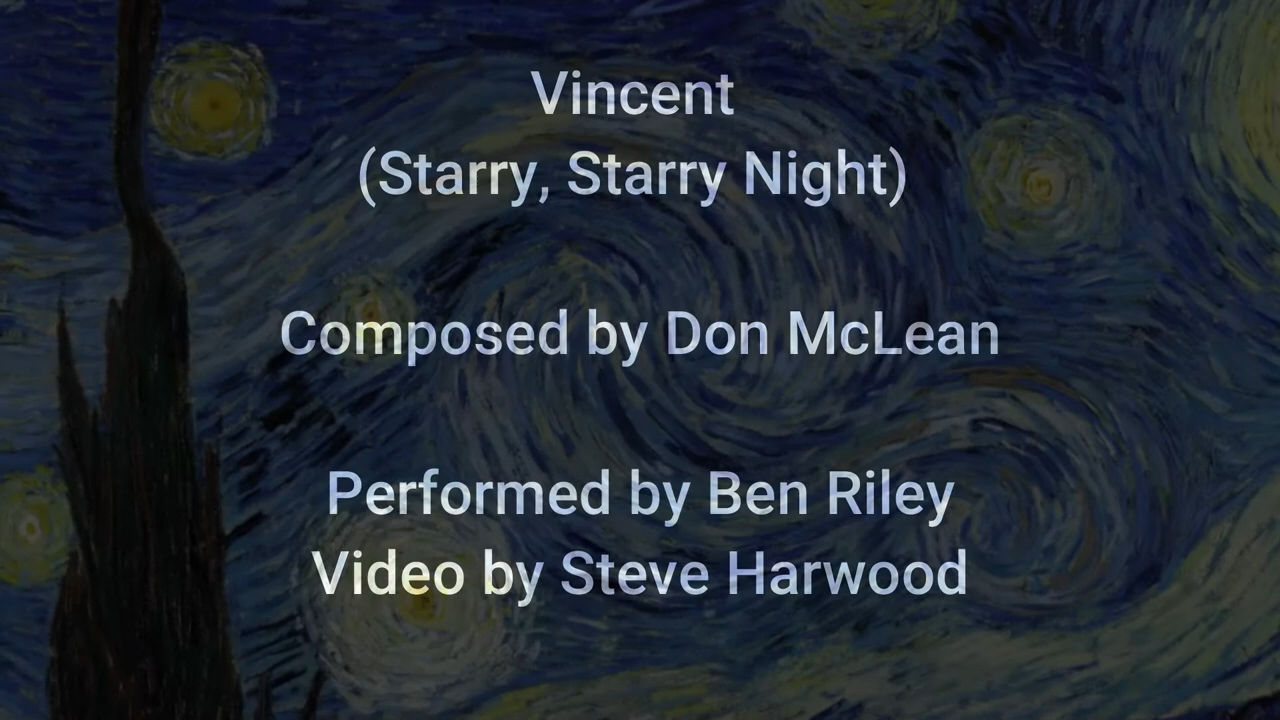 Vincent
(Starry, Starry Night)
Composed by Don McLean
Performed by Ben Riley
Video by Steve Harwood